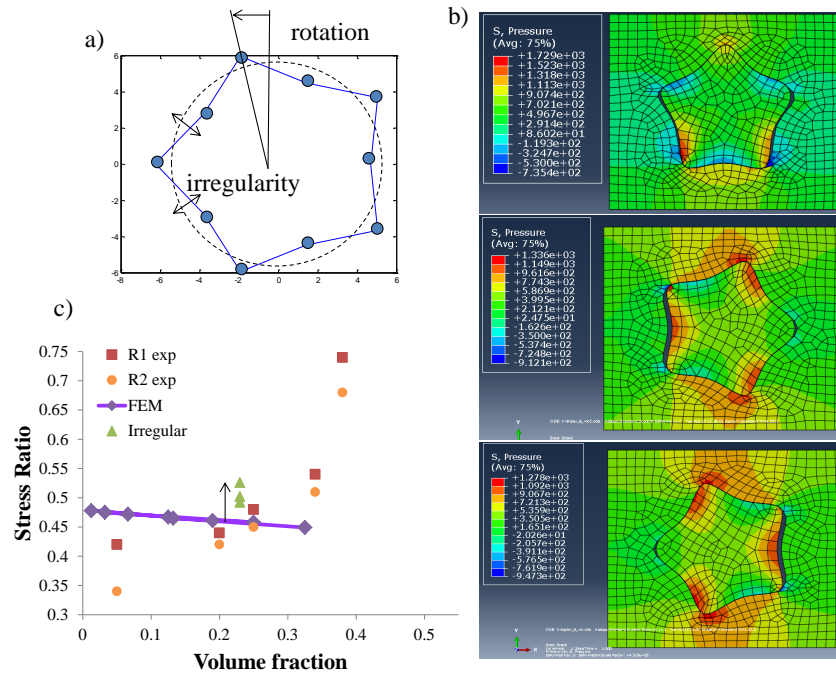 a)
rotation
irregularity
6
4
2
0
-2
-4
-6
-8 -6 -4 -2 0 2 4 6
b)
S, Pressure
(Avg: 75%)
+1.729e+03
+1.523e+03
+1.318e+03
+1.113e+03
+9.074e+02
+7.021e+02
+4.967e+02
+2.914e+02
+8.602e+01
-1.193e+02
-3.247e+02
-5.300e+02
-7.354e+02
S, Pressure
(Avg: 75%)
+1.336e+03
+1.149e+03
+9.616e+02
+7.743e+02
+5.869e+02
+3.995e+02
+2.121e+02
+2.475e+01
-1.626e+02
-3.500e+02
-5.374e+02
-7.248e+02
-9.121e+02
Y
S, Pressure
(Avg: 75%)
+1.278e+03
+1.092e+03
+9.067e+02
+7.213e+02
+5.359e+02
+3.505e+02
+1.651e+02
-2.026e+01
-2.057e+02
-3.911e+02
-5.765e+02
-7.619e+02
-9.473e+02
Y
Z X
c)
Stress Ratio
0.75
0.7
0.65
0.6
0.55
0.5
0.45
0.4
0.35
0.3
R1 exp
R2 exp
FEM
Irregular
0 0.1 0.2 0.3 0.4 0.5
Volume fraction